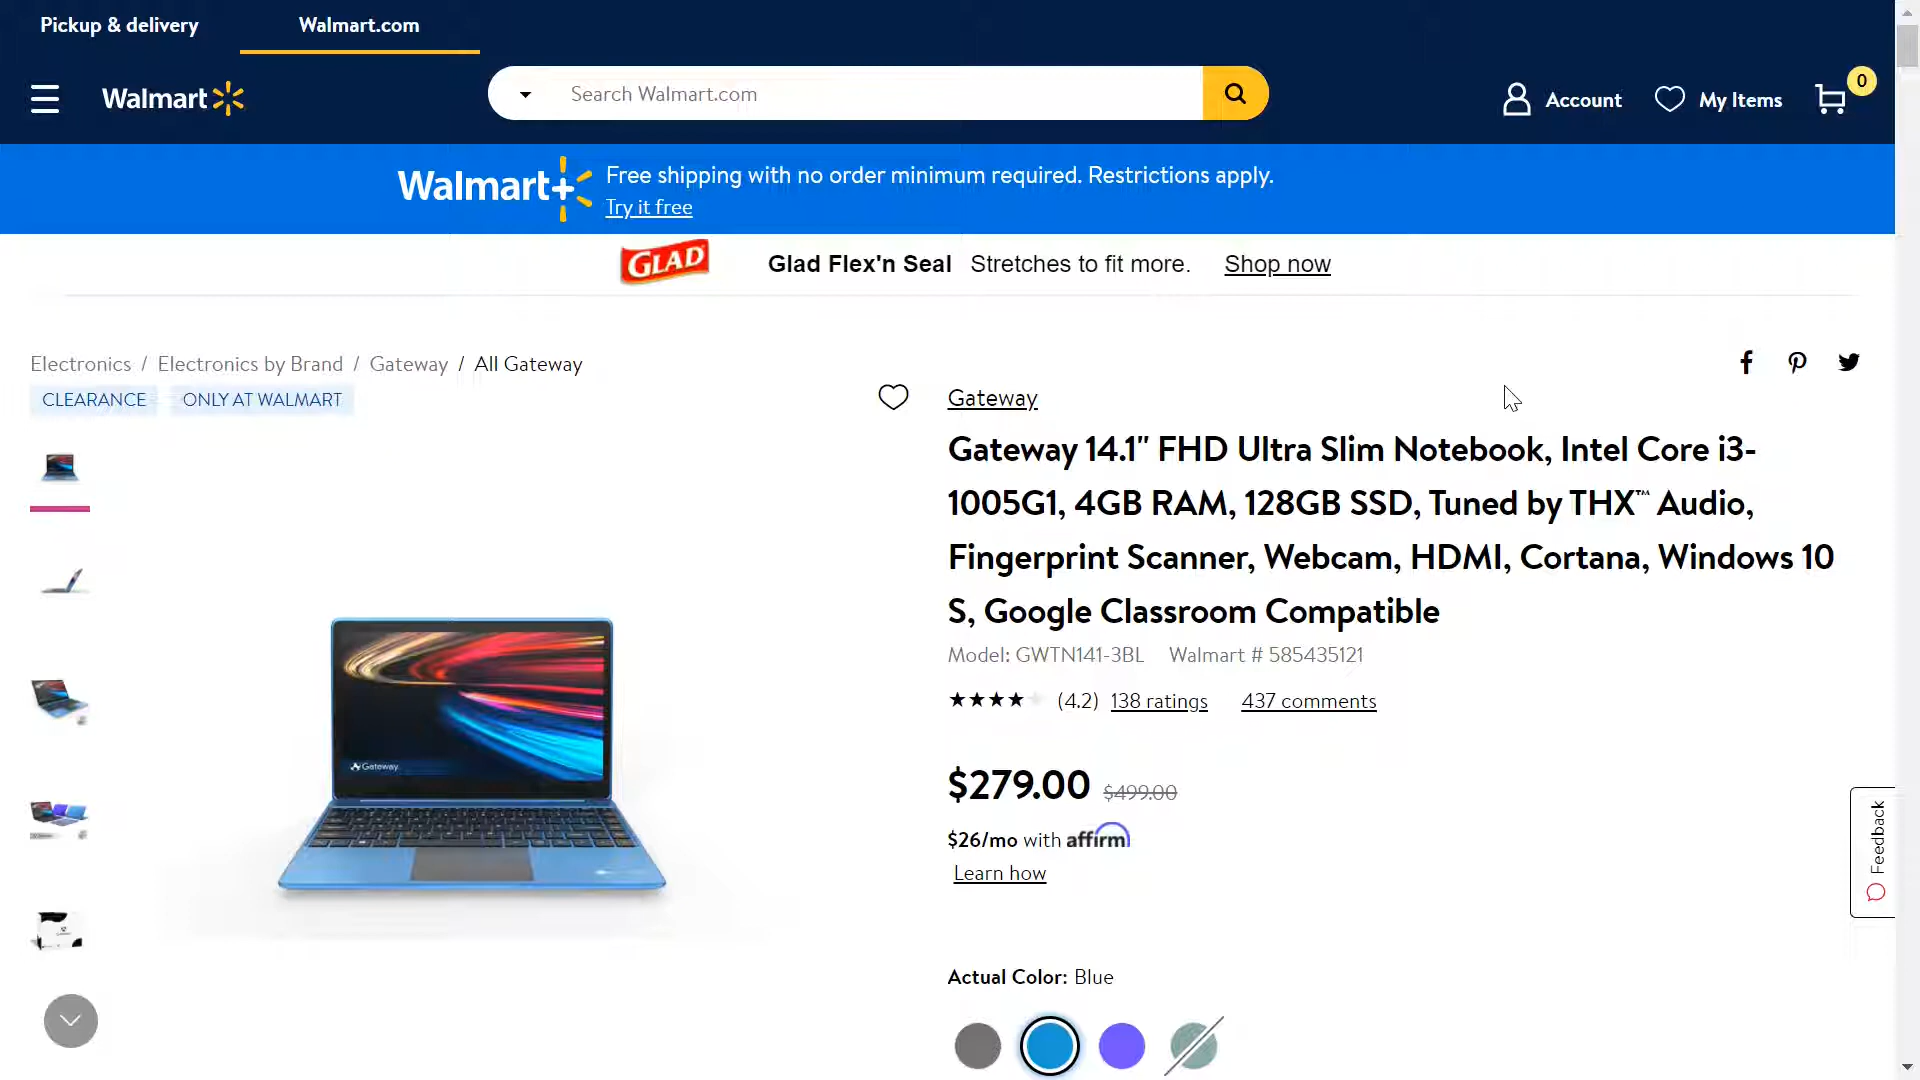 Pickup & delivery
Walmart.com
Walmart
Search Walmart.com
Account
My Items
0
Walmart+
Free shipping with no order minimum required. Restrictions apply.
Try it free
GLAD
Glad Flex'n Seal Stretches to fit more. Shop now
Electronics / Electronics by Brand / Gateway / All Gateway
CLEARANCE
ONLY AT WALMART
Gateway
Gateway 14.1" FHD Ultra Slim Notebook, Intel Core i3-
1005G1, 4GB RAM, 128GB SSD, Tuned by THX™ Audio,
Fingerprint Scanner, Webcam, HDMI, Cortana, Windows 10
S, Google Classroom Compatible
Model: GWTN141-3BL Walmart # 585435121
(4.2) 138 ratings 437 comments
Gateway
$279.00 $499.00
$26/mo with affirm
Learn how
Feedback
Actual Color: Blue